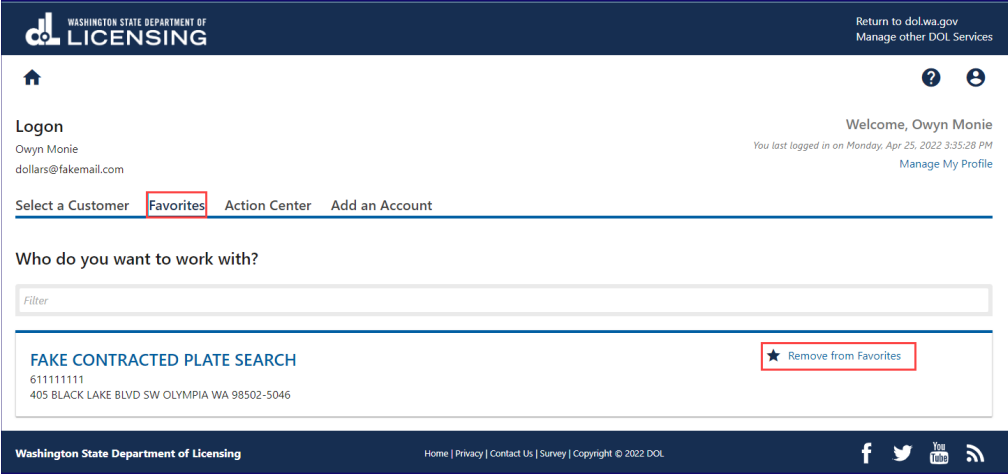 WASHINGTON STATE DEPARTMENT OF
LICENSING
Return to dol.wa.gov
Manage other DOL Services
Logon
Owyn Monie
dollars@fakemail.com
Welcome, Owyn Monie
You last logged in on Monday, Apr 25, 2022 3:35:28 PM
Manage My Profile
Select a Customer Favorites Action Center Add an Account
Who do you want to work with?
Filter
FAKE CONTRACTED PLATE SEARCH
611111111
405 BLACK LAKE BLVD SW OLYMPIA WA 98502-5046
Remove from Favorites
Washington State Department of Licensing
Home | Privacy | Contact Us | Survey | Copyright © 2022 DOL
You
Tube